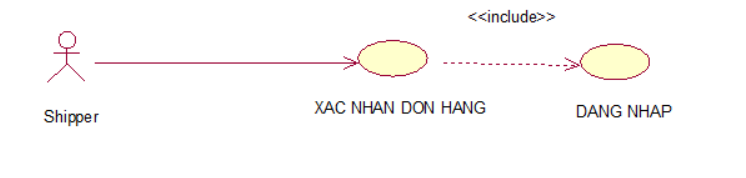 <<include>>
Shipper
XAC NHAN DON HANG
DANG NHAP